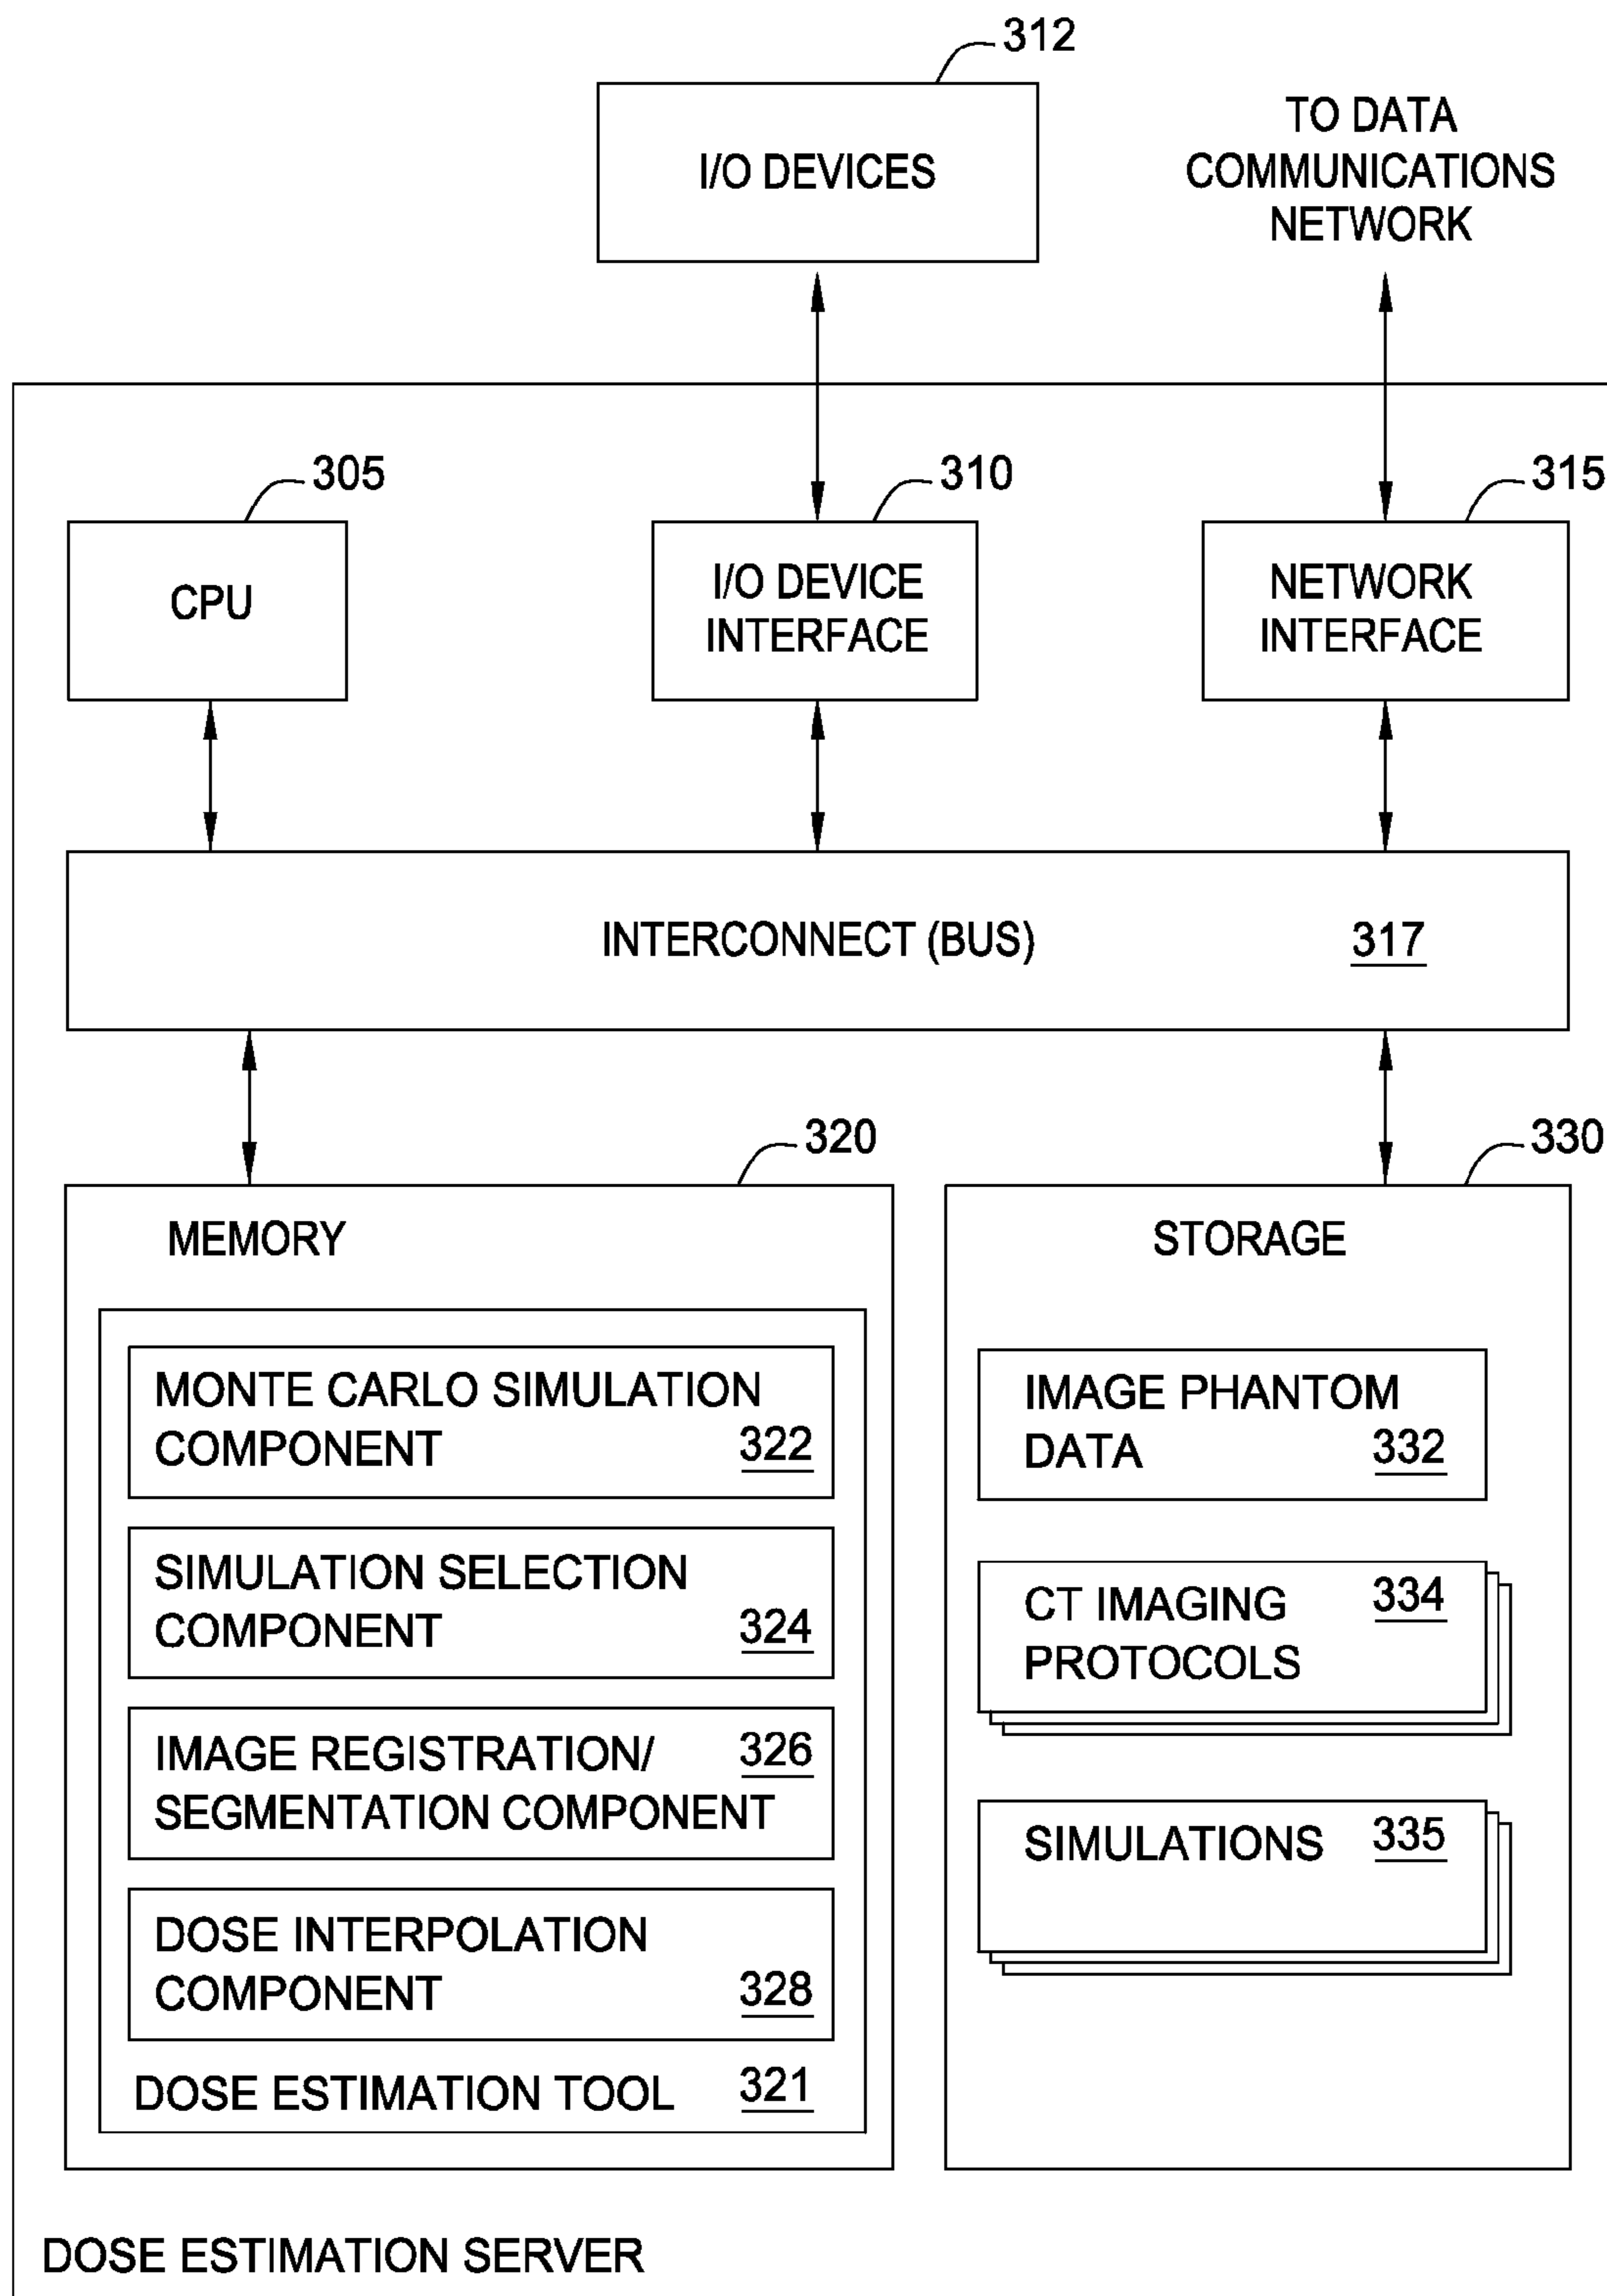 312
I/O DEVICES
TO DATA
COMMUNICATIONS
NETWORK
305
310
315
CPU
I/O DEVICE
INTERFACE
NETWORK
INTERFACE
INTERCONNECT (BUS) 317
320
330
MEMORY
MONTE CARLO SIMULATION
COMPONENT 322
SIMULATION SELECTION
COMPONENT 324
IMAGE REGISTRATION/ 326
SEGMENTATION COMPONENT
DOSE INTERPOLATION
COMPONENT 328
DOSE ESTIMATION TOOL 321
STORAGE
IMAGE PHANTOM
DATA 332
CT IMAGING 334
PROTOCOLS
SIMULATIONS 335
DOSE ESTIMATION SERVER